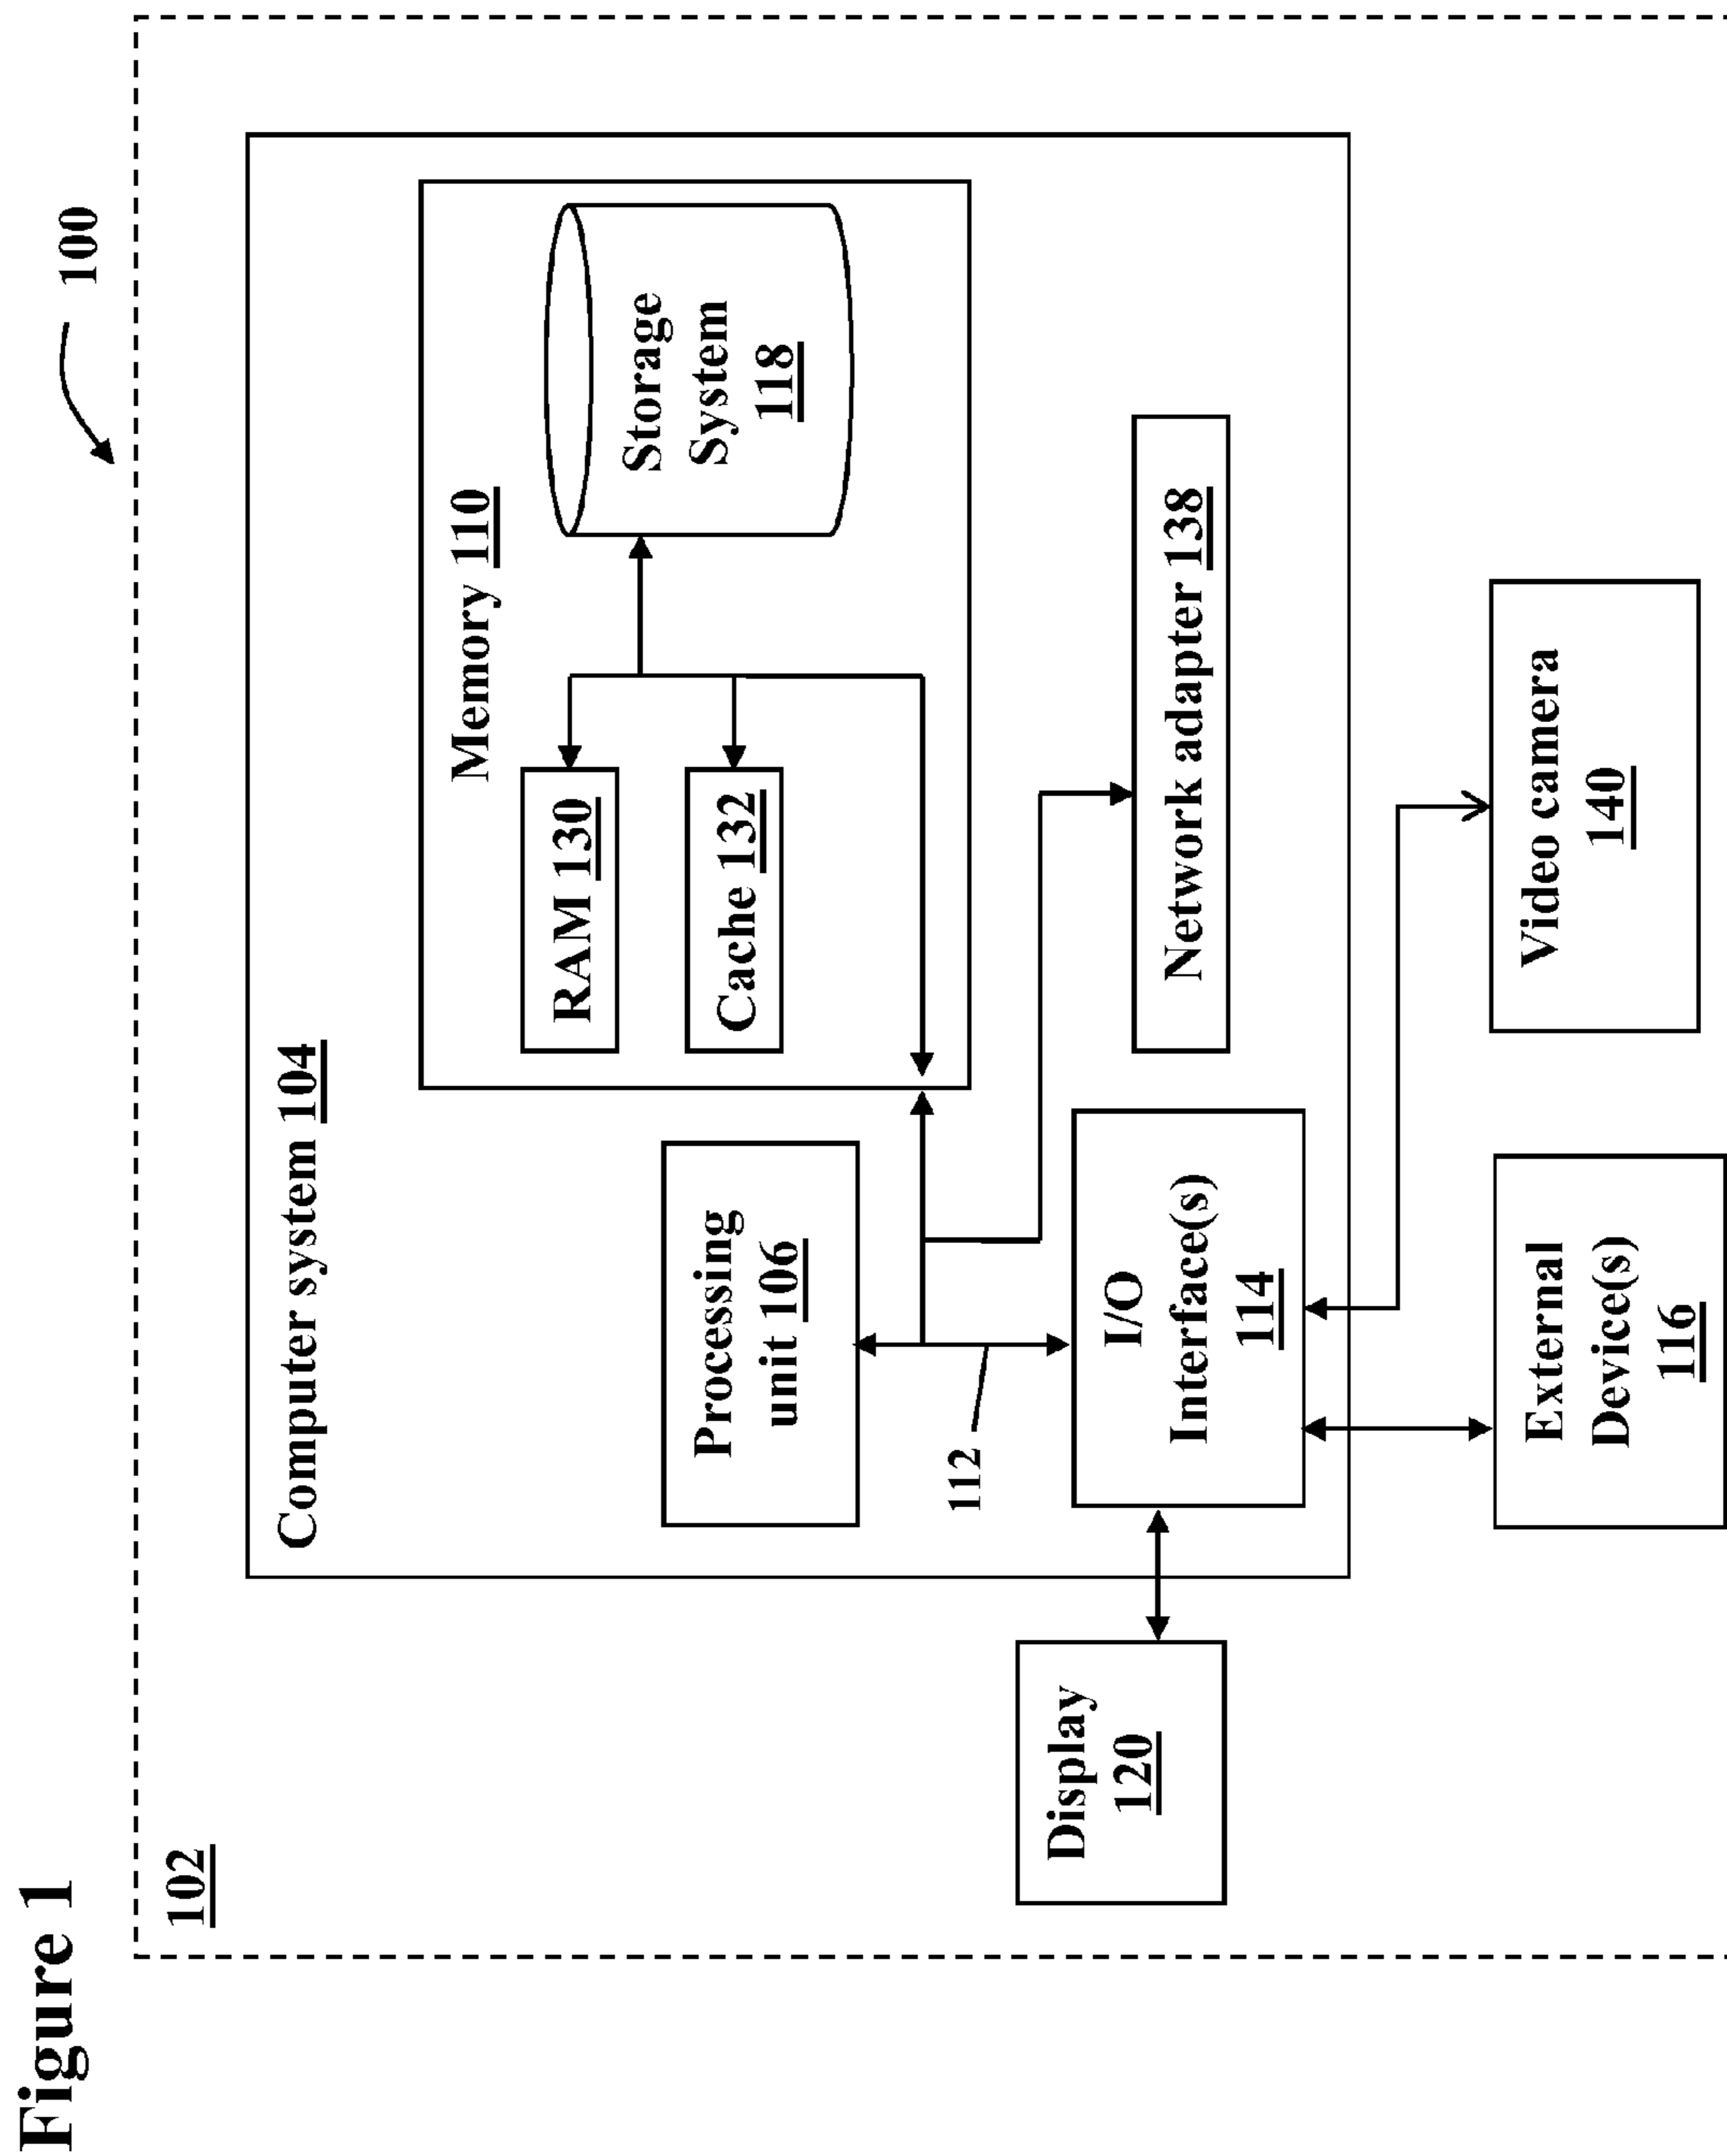 Figure 1
100
102
Computer system 104
Memory 110
RAM 130
Storage
System
118
Cache 132
Processing
unit 106
112
Display
120
I/O
Interface(s)
114
Network adapter 138
External
Device(s)
116
Video camera
140